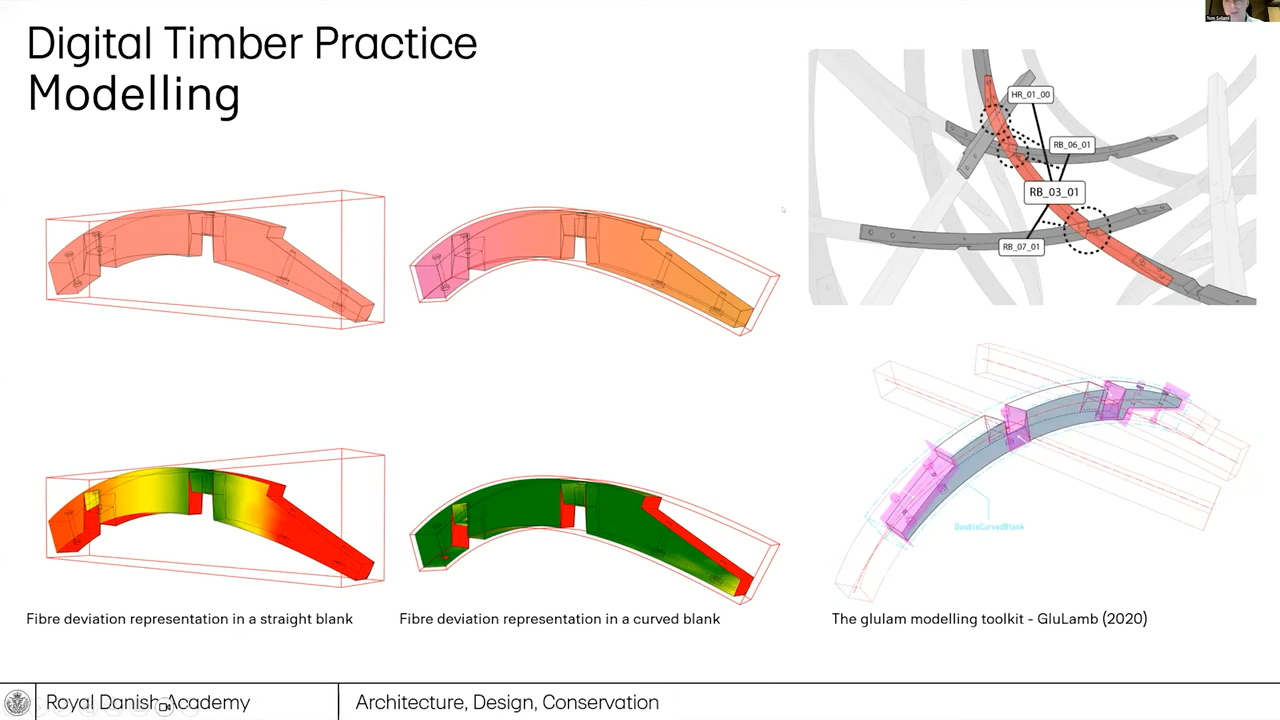 Digital Timber Practice
Modelling
HR_01_00
RB_06_01
RB_03_01
RB_07_01
DoubleCurvedBlank
Fibre deviation representation in a straight blank
Fibre deviation representation in a curved blank
The glulam modelling toolkit - GluLamb (2020)
Royal Danish Academy
Architecture, Design, Conservation